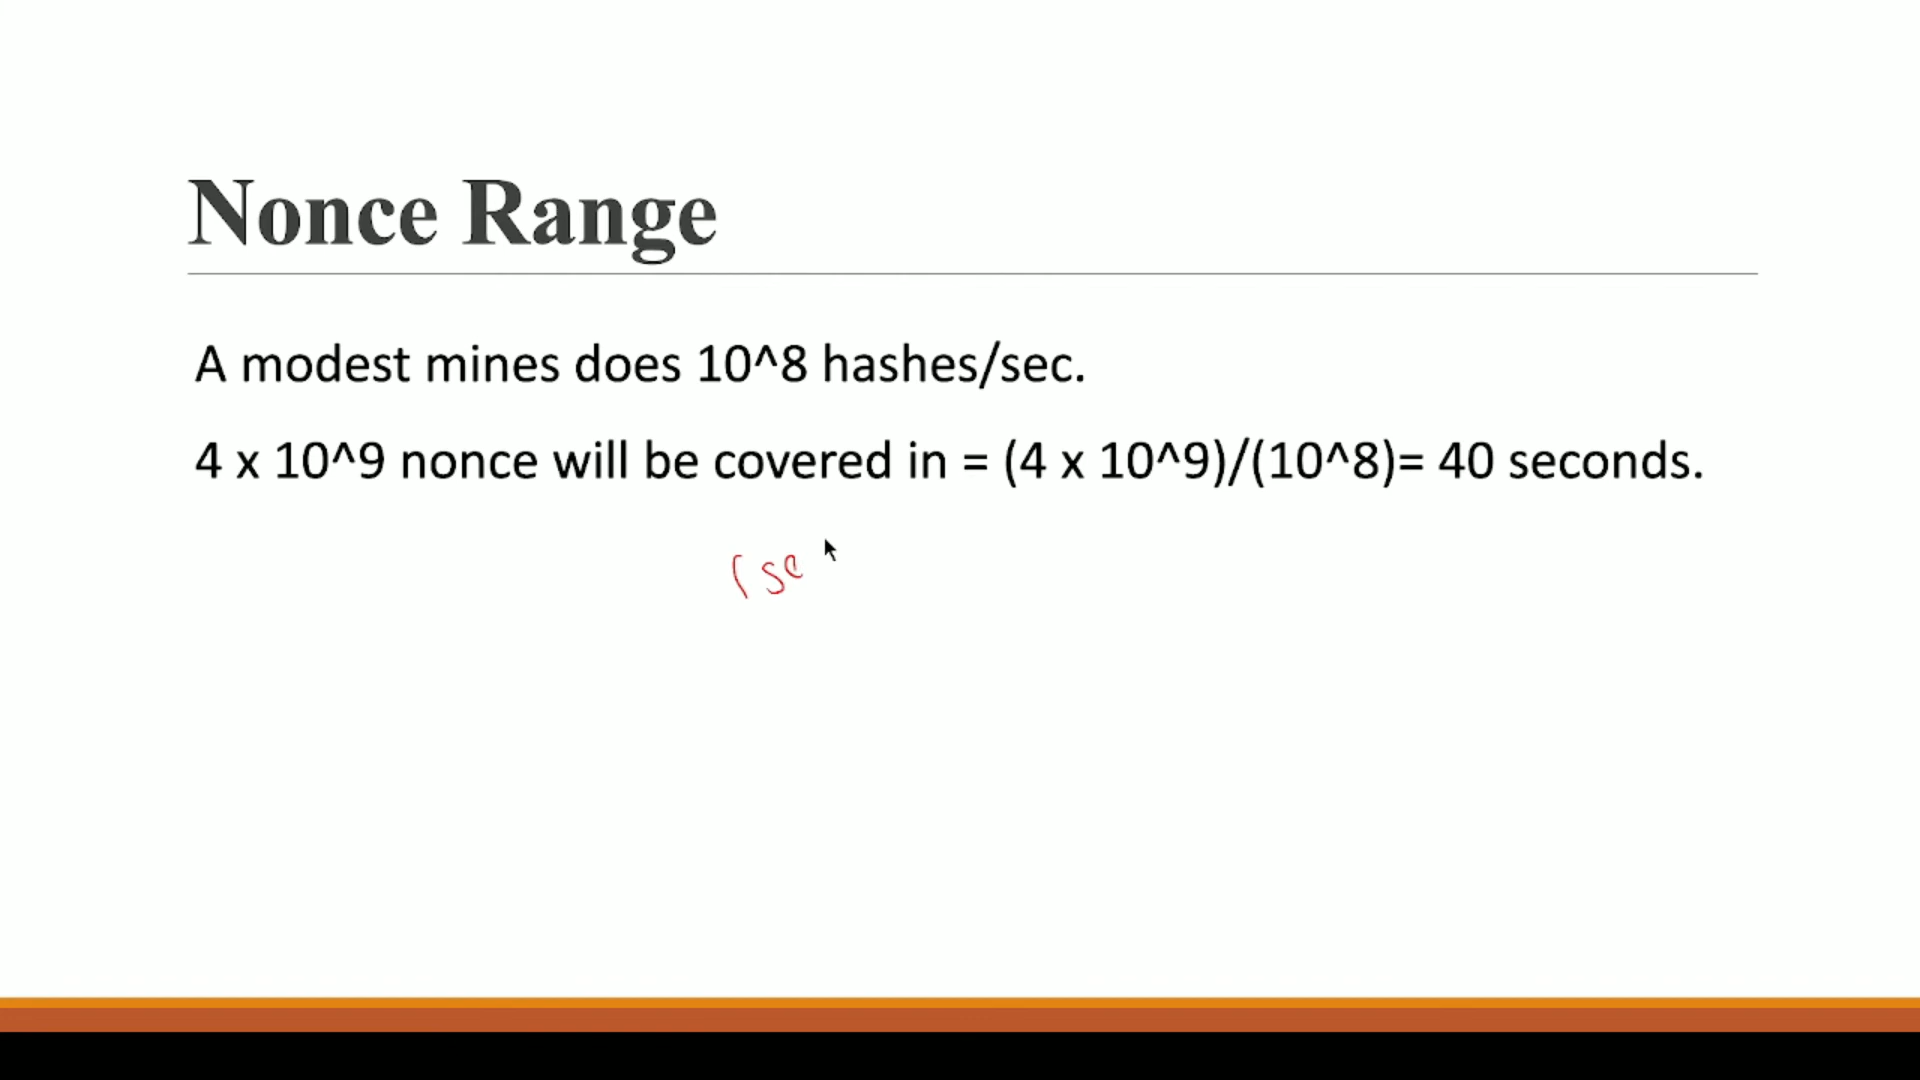 Nonce Range
A modest mines does 10^8 hashes/sec.
4 x 10^9 nonce will be covered in = (4 x 10^9)/(10^8)= 40 seconds.